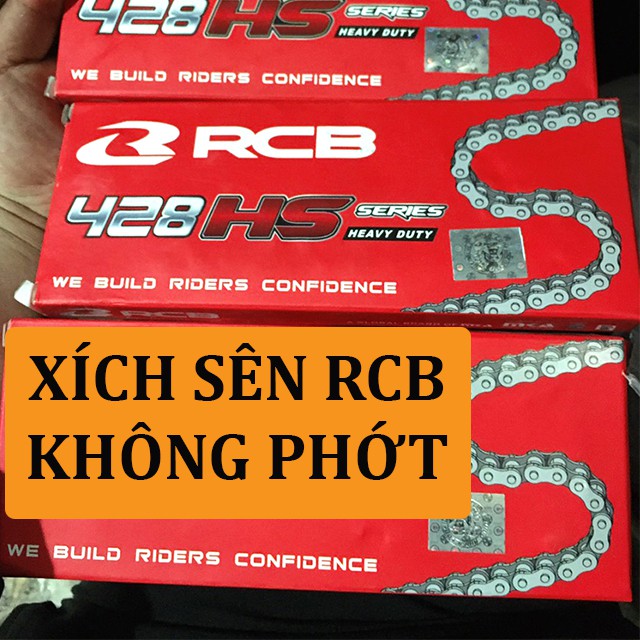 428 HS SERIES
HEAVY DUTY
WE BUILD RIDERS CONFIDENCE
RCB
428 HS SERIES
HEAVY DUTY
WE BUILD RIDERS CONFIDENCE
RCB
XÍCH SÊN RCB
KHÔNG PHỚT
WE BUILD RIDERS CONFIDENCE